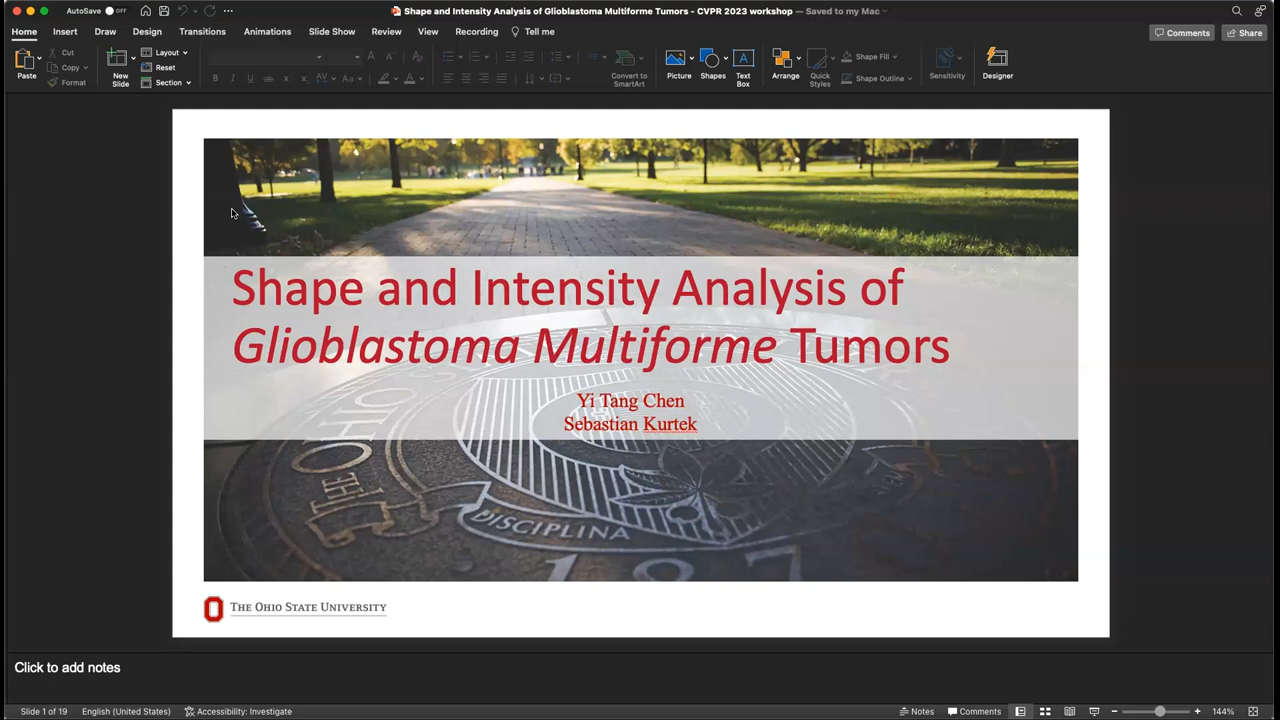 AutoSave OFF
Shape and Intensity Analysis of Glioblastoma Multiforme Tumors - CVPR 2023 workshop — Saved to my Mac
Home Insert Draw Design Transitions Animations Slide Show Review View Recording Tell me
Comments Share
Paste
Cut
Copy
Format
New Slide
Layout
Reset
Section
Convert to SmartArt
Picture
Shapes
Text Box
Arrange
Quick Styles
Shape Fill
Shape Outline
Sensitivity
Designer
Shape and Intensity Analysis of
Glioblastoma Multiforme Tumors
Yi Tang Chen
Sebastian Kurtek
THE OHIO
DISCIPLINA
187
THE OHIO STATE UNIVERSITY
Click to add notes
Slide 1 of 19 English (United States) Accessibility: Investigate Notes Comments 144%